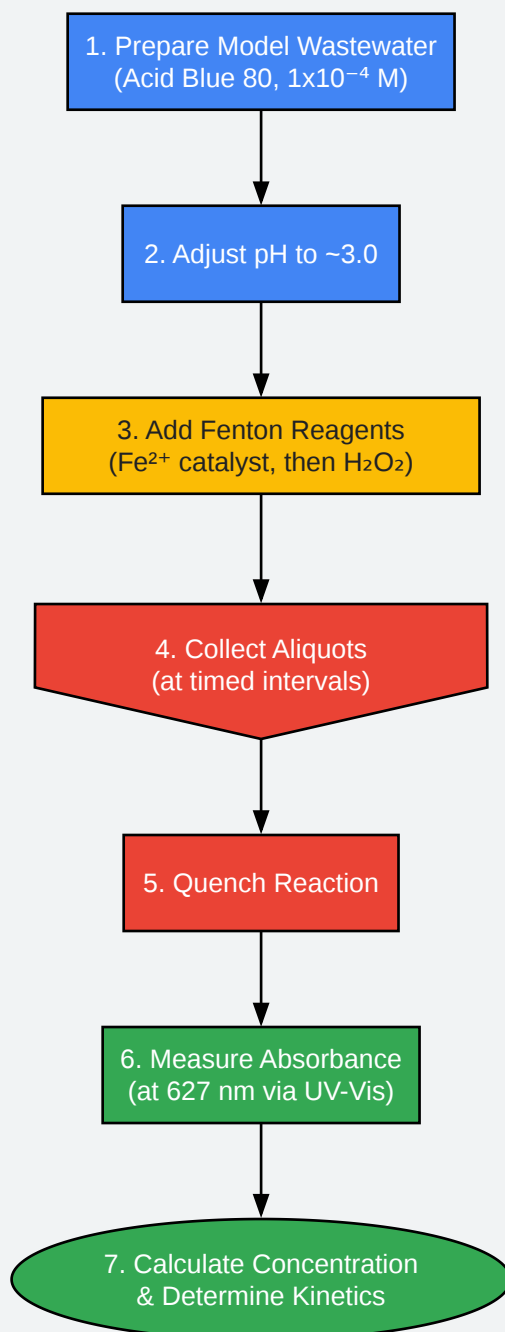 1. Prepare Model Wastewater
(Acid Blue 80, 1x10⁻⁴ M)
2. Adjust pH to ~3.0
3. Add Fenton Reagents
(Fe²⁺ catalyst, then H₂O₂)
4. Collect Aliquots
(at timed intervals)
5. Quench Reaction
6. Measure Absorbance
(at 627 nm via UV-Vis)
7. Calculate Concentration
& Determine Kinetics